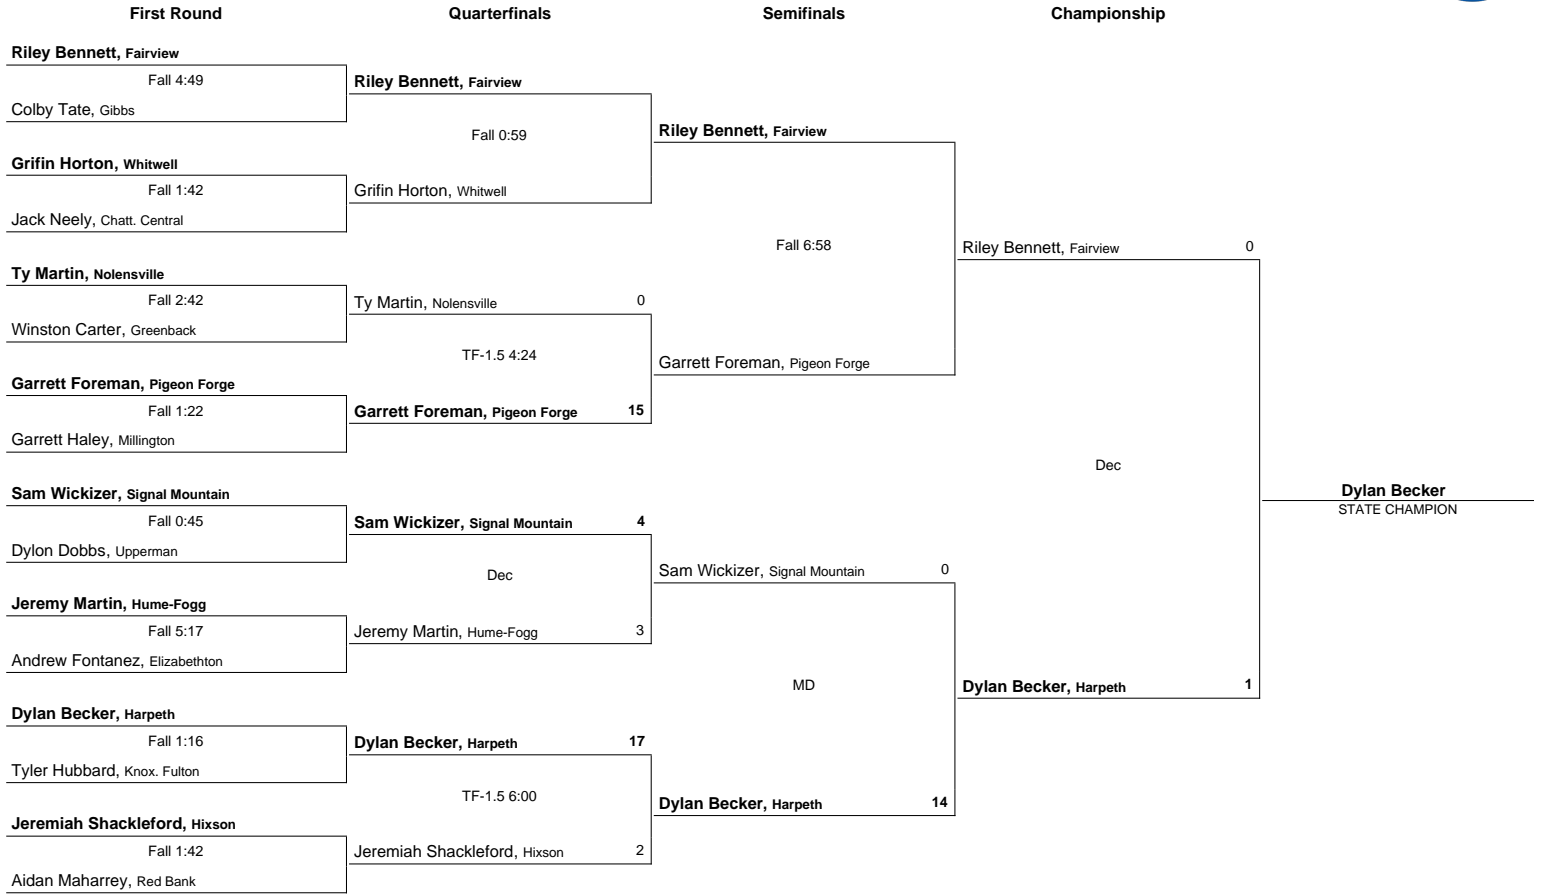 First Round
Quarterfinals
Semifinals
Championship
Riley Bennett, Fairview
Fall 4:49
Colby Tate, Gibbs
Grifin Horton, Whitwell
Fall 1:42
Jack Neely, Chatt. Central
Ty Martin, Nolensville
Fall 2:42
Winston Carter, Greenback
Garrett Foreman, Pigeon Forge
Fall 1:22
Garrett Haley, Millington
Sam Wickizer, Signal Mountain
Fall 0:45
Dylon Dobbs, Upperman
Jeremy Martin, Hume-Fogg
Fall 5:17
Andrew Fontanez, Elizabethton
Dylan Becker, Harpeth
Fall 1:16
Tyler Hubbard, Knox. Fulton
Jeremiah Shackleford, Hixson
Fall 1:42
Aidan Maharrey, Red Bank
Riley Bennett, Fairview
Fall 0:59
Grifin Horton, Whitwell
Ty Martin, Nolensville 0
TF-1.5 4:24
Garrett Foreman, Pigeon Forge 15
Sam Wickizer, Signal Mountain 4
Dec
Jeremy Martin, Hume-Fogg 3
Dylan Becker, Harpeth 17
TF-1.5 6:00
Jeremiah Shackleford, Hixson 2
Riley Bennett, Fairview
Fall 6:58
Garrett Foreman, Pigeon Forge
Sam Wickizer, Signal Mountain 0
MD
Dylan Becker, Harpeth 14
Riley Bennett, Fairview 0
Dec
Dylan Becker, Harpeth 1
Dylan Becker
STATE CHAMPION